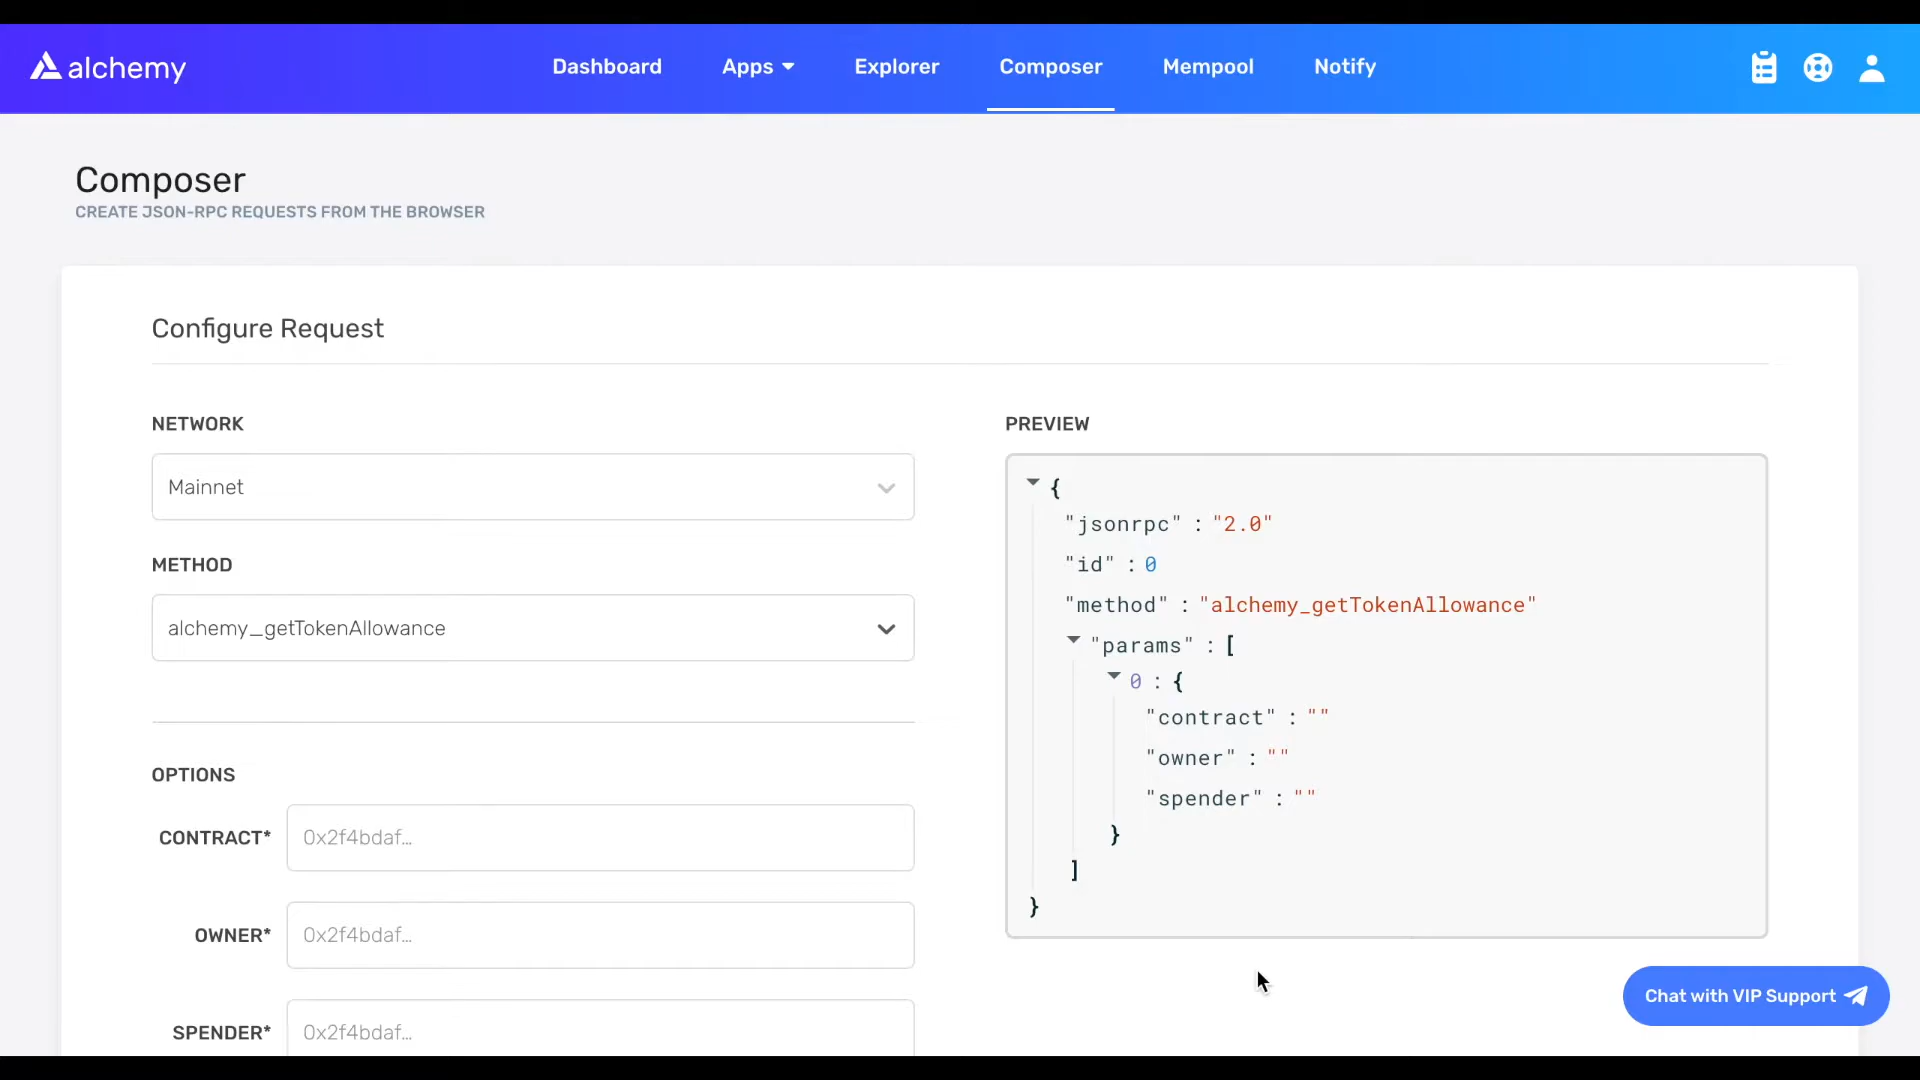 alchemy
Dashboard
Apps
Explorer
Composer
Mempool
Notify
Composer
CREATE JSON-RPC REQUESTS FROM THE BROWSER
Configure Request
NETWORK
Mainnet
METHOD
alchemy_getTokenAllowance
OPTIONS
CONTRACT*
0x2f4bdaf...
OWNER*
0x2f4bdaf...
SPENDER*
0x2f4bdaf...
PREVIEW
{
"jsonrpc" : "2.0"
"id" : 0
"method" : "alchemy_getTokenAllowance"
"params" : [
0 : {
"contract" : ""
"owner" : ""
"spender" : ""
}
]
}
Chat with VIP Support